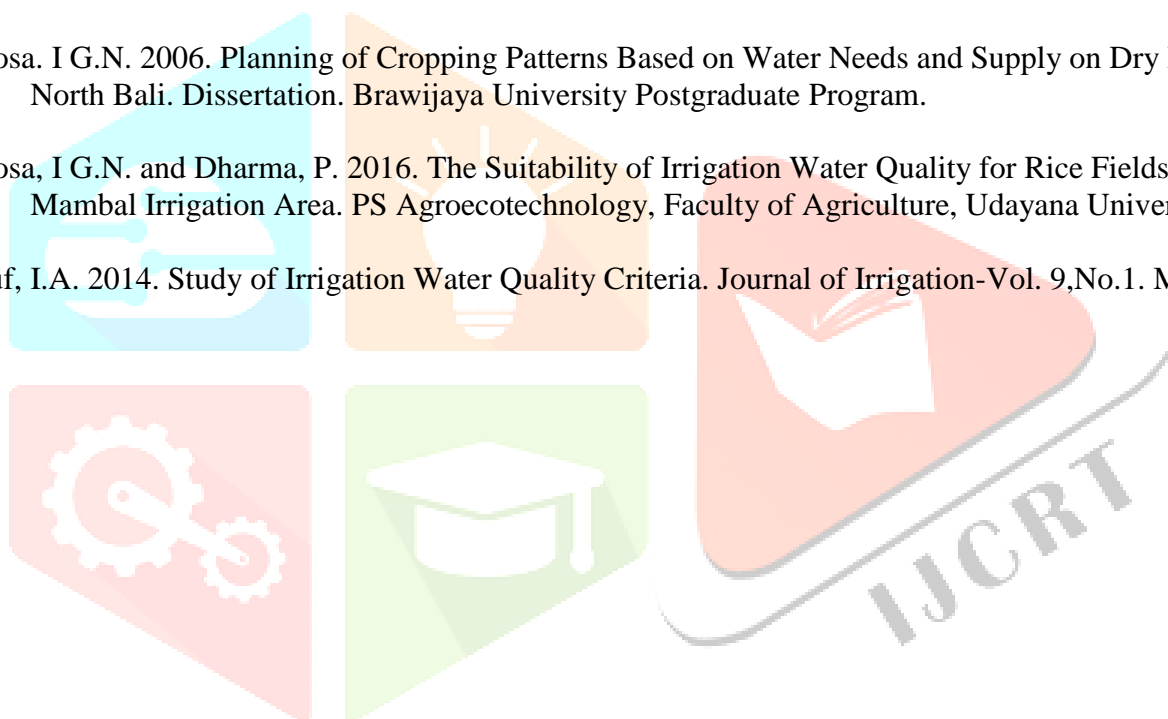 osa. I G.N. 2006. Planning of Cropping Patterns Based on Water Needs and Supply on Dry
North Bali. Dissertation. Brawijaya University Postgraduate Program.
osa, I G.N. and Dharma, P. 2016. The Suitability of Irrigation Water Quality for Rice Fields
Mambal Irrigation Area. PS Agroecotechnology, Faculty of Agriculture, Udayana
uf, I.A. 2014. Study of Irrigation Water Quality Criteria. Journal of Irrigation-Vol. 9,No.1.
IJCRT